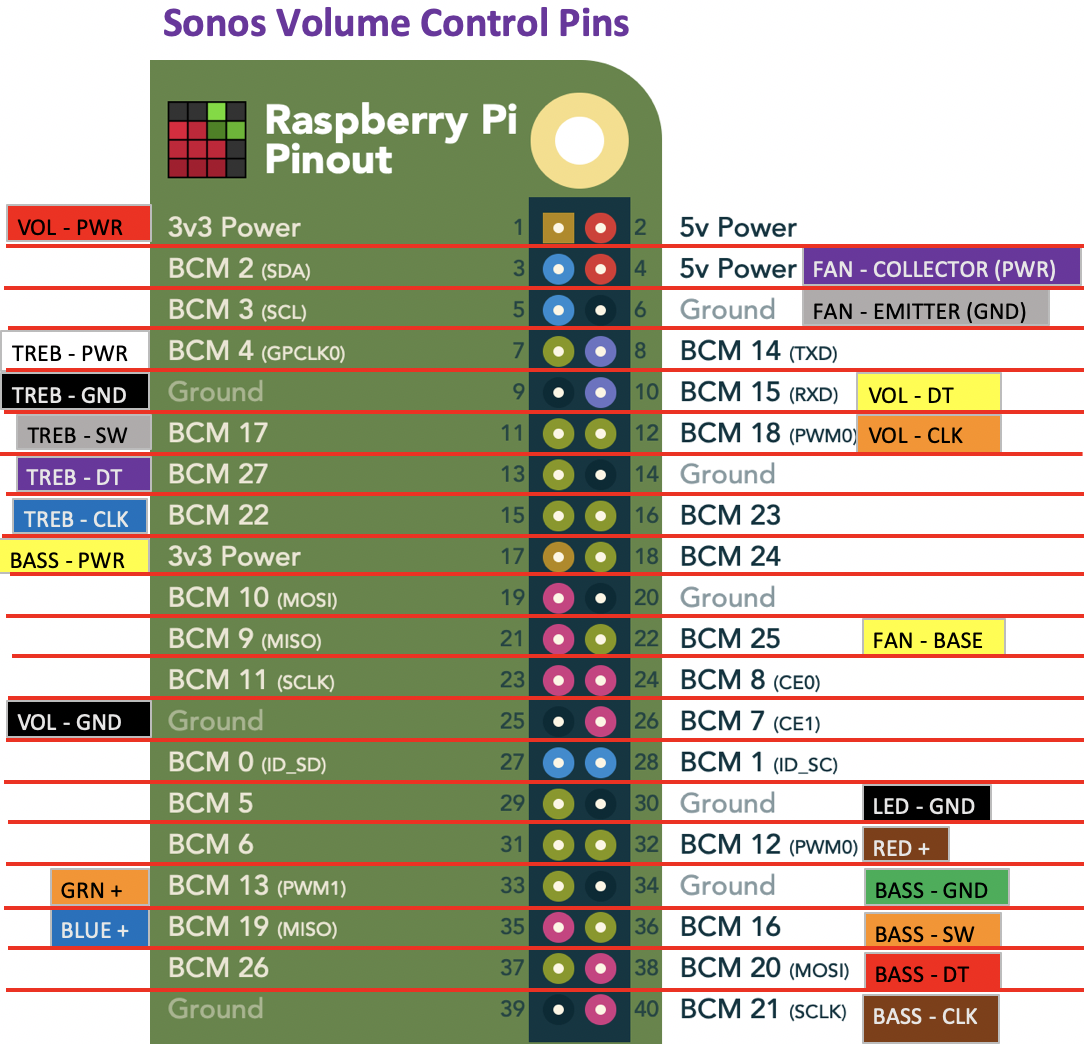 Sonos Volume Control Pins
Raspberry Pi
Pinout
VOL - PWR 3v3 Power 1 2 5v Power
BCM 2 (SDA) 3 4 5v Power FAN - COLLECTOR (PWR)
BCM 3 (SCL) 5 6 Ground FAN - EMITTER (GND)
TREB - PWR BCM 4 (GPCLK0) 7 8 BCM 14 (TXD)
TREB - GND Ground 9 10 BCM 15 (RXD) VOL - DT
TREB - SW BCM 17 11 12 BCM 18 (PWM0) VOL - CLK
TREB - DT BCM 27 13 14 Ground
TREB - CLK BCM 22 15 16 BCM 23
BASS - PWR 3v3 Power 17 18 BCM 24
BCM 10 (MOSI) 19 20 Ground
BCM 9 (MISO) 21 22 BCM 25 FAN - BASE
BCM 11 (SCLK) 23 24 BCM 8 (CE0)
VOL - GND Ground 25 26 BCM 7 (CE1)
BCM 0 (ID_SD) 27 28 BCM 1 (ID_SC)
BCM 5 29 30 Ground LED - GND
BCM 6 31 32 BCM 12 (PWM0) RED +
GRN + BCM 13 (PWM1) 33 34 Ground BASS - GND
BLUE + BCM 19 (MISO) 35 36 BCM 16 BASS - SW
BCM 26 37 38 BCM 20 (MOSI) BASS - DT
Ground 39 40 BCM 21 (SCLK) BASS - CLK